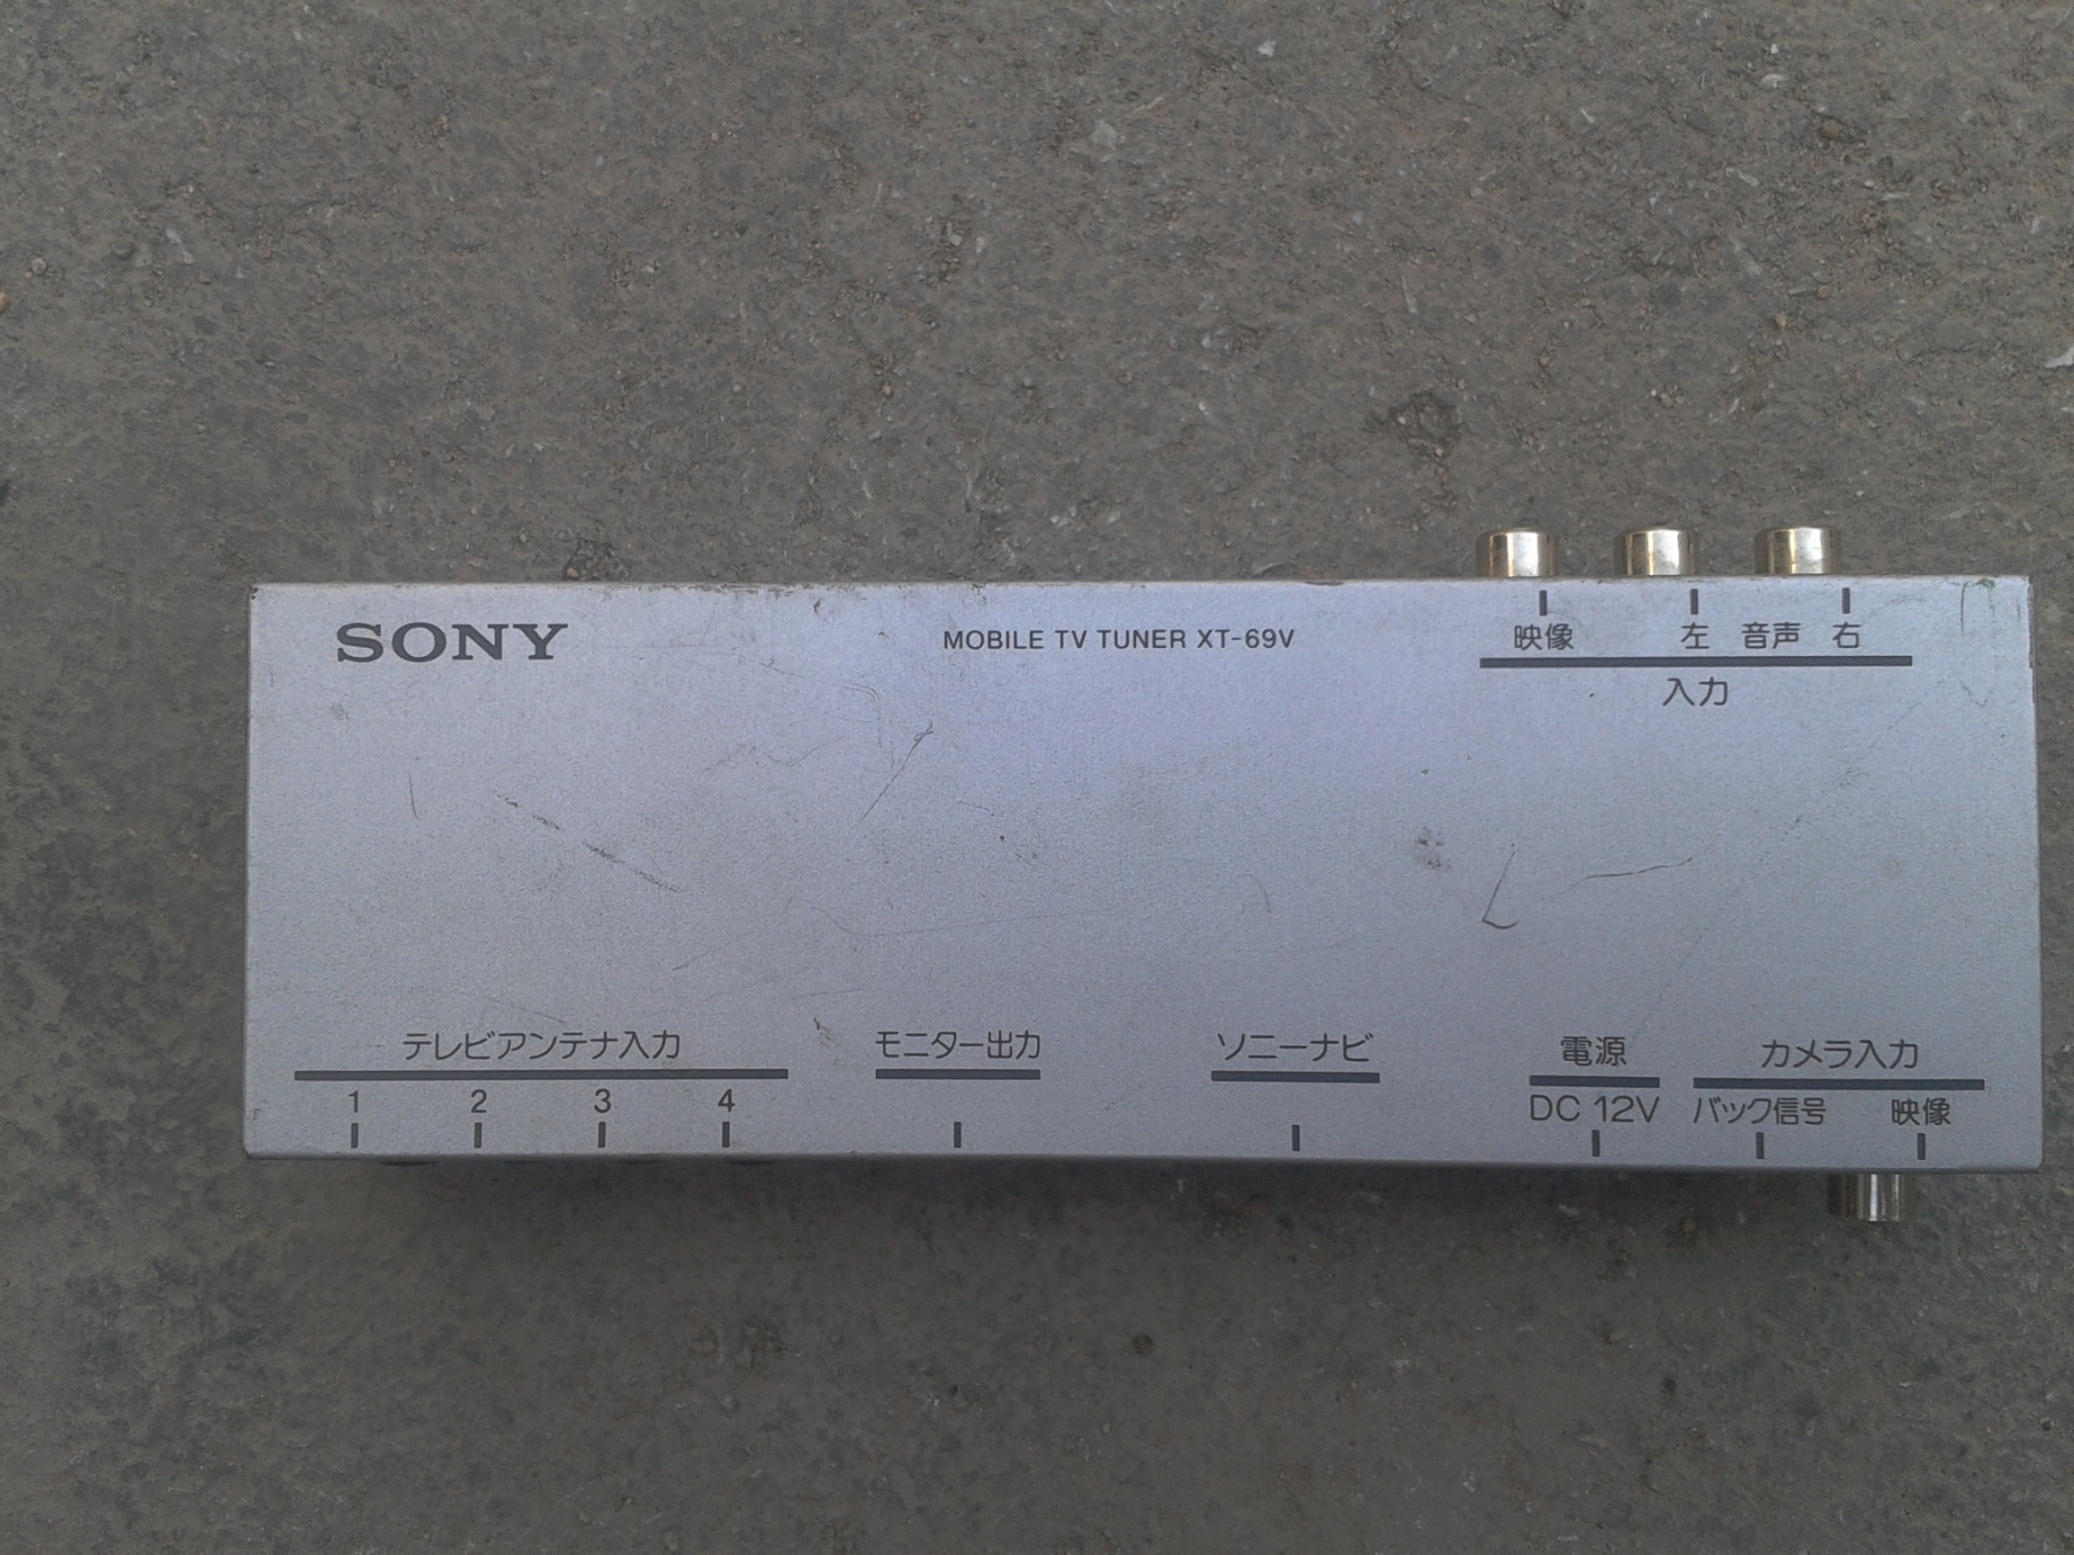 SONY
MOBILE TV TUNER XT-69V
映像 左 音声 右
入力
テレビアンテナ入力
1 2 3 4
モニター出力
ソニーナビ
電源
DC 12V
カメラ入力
バック信号 映像